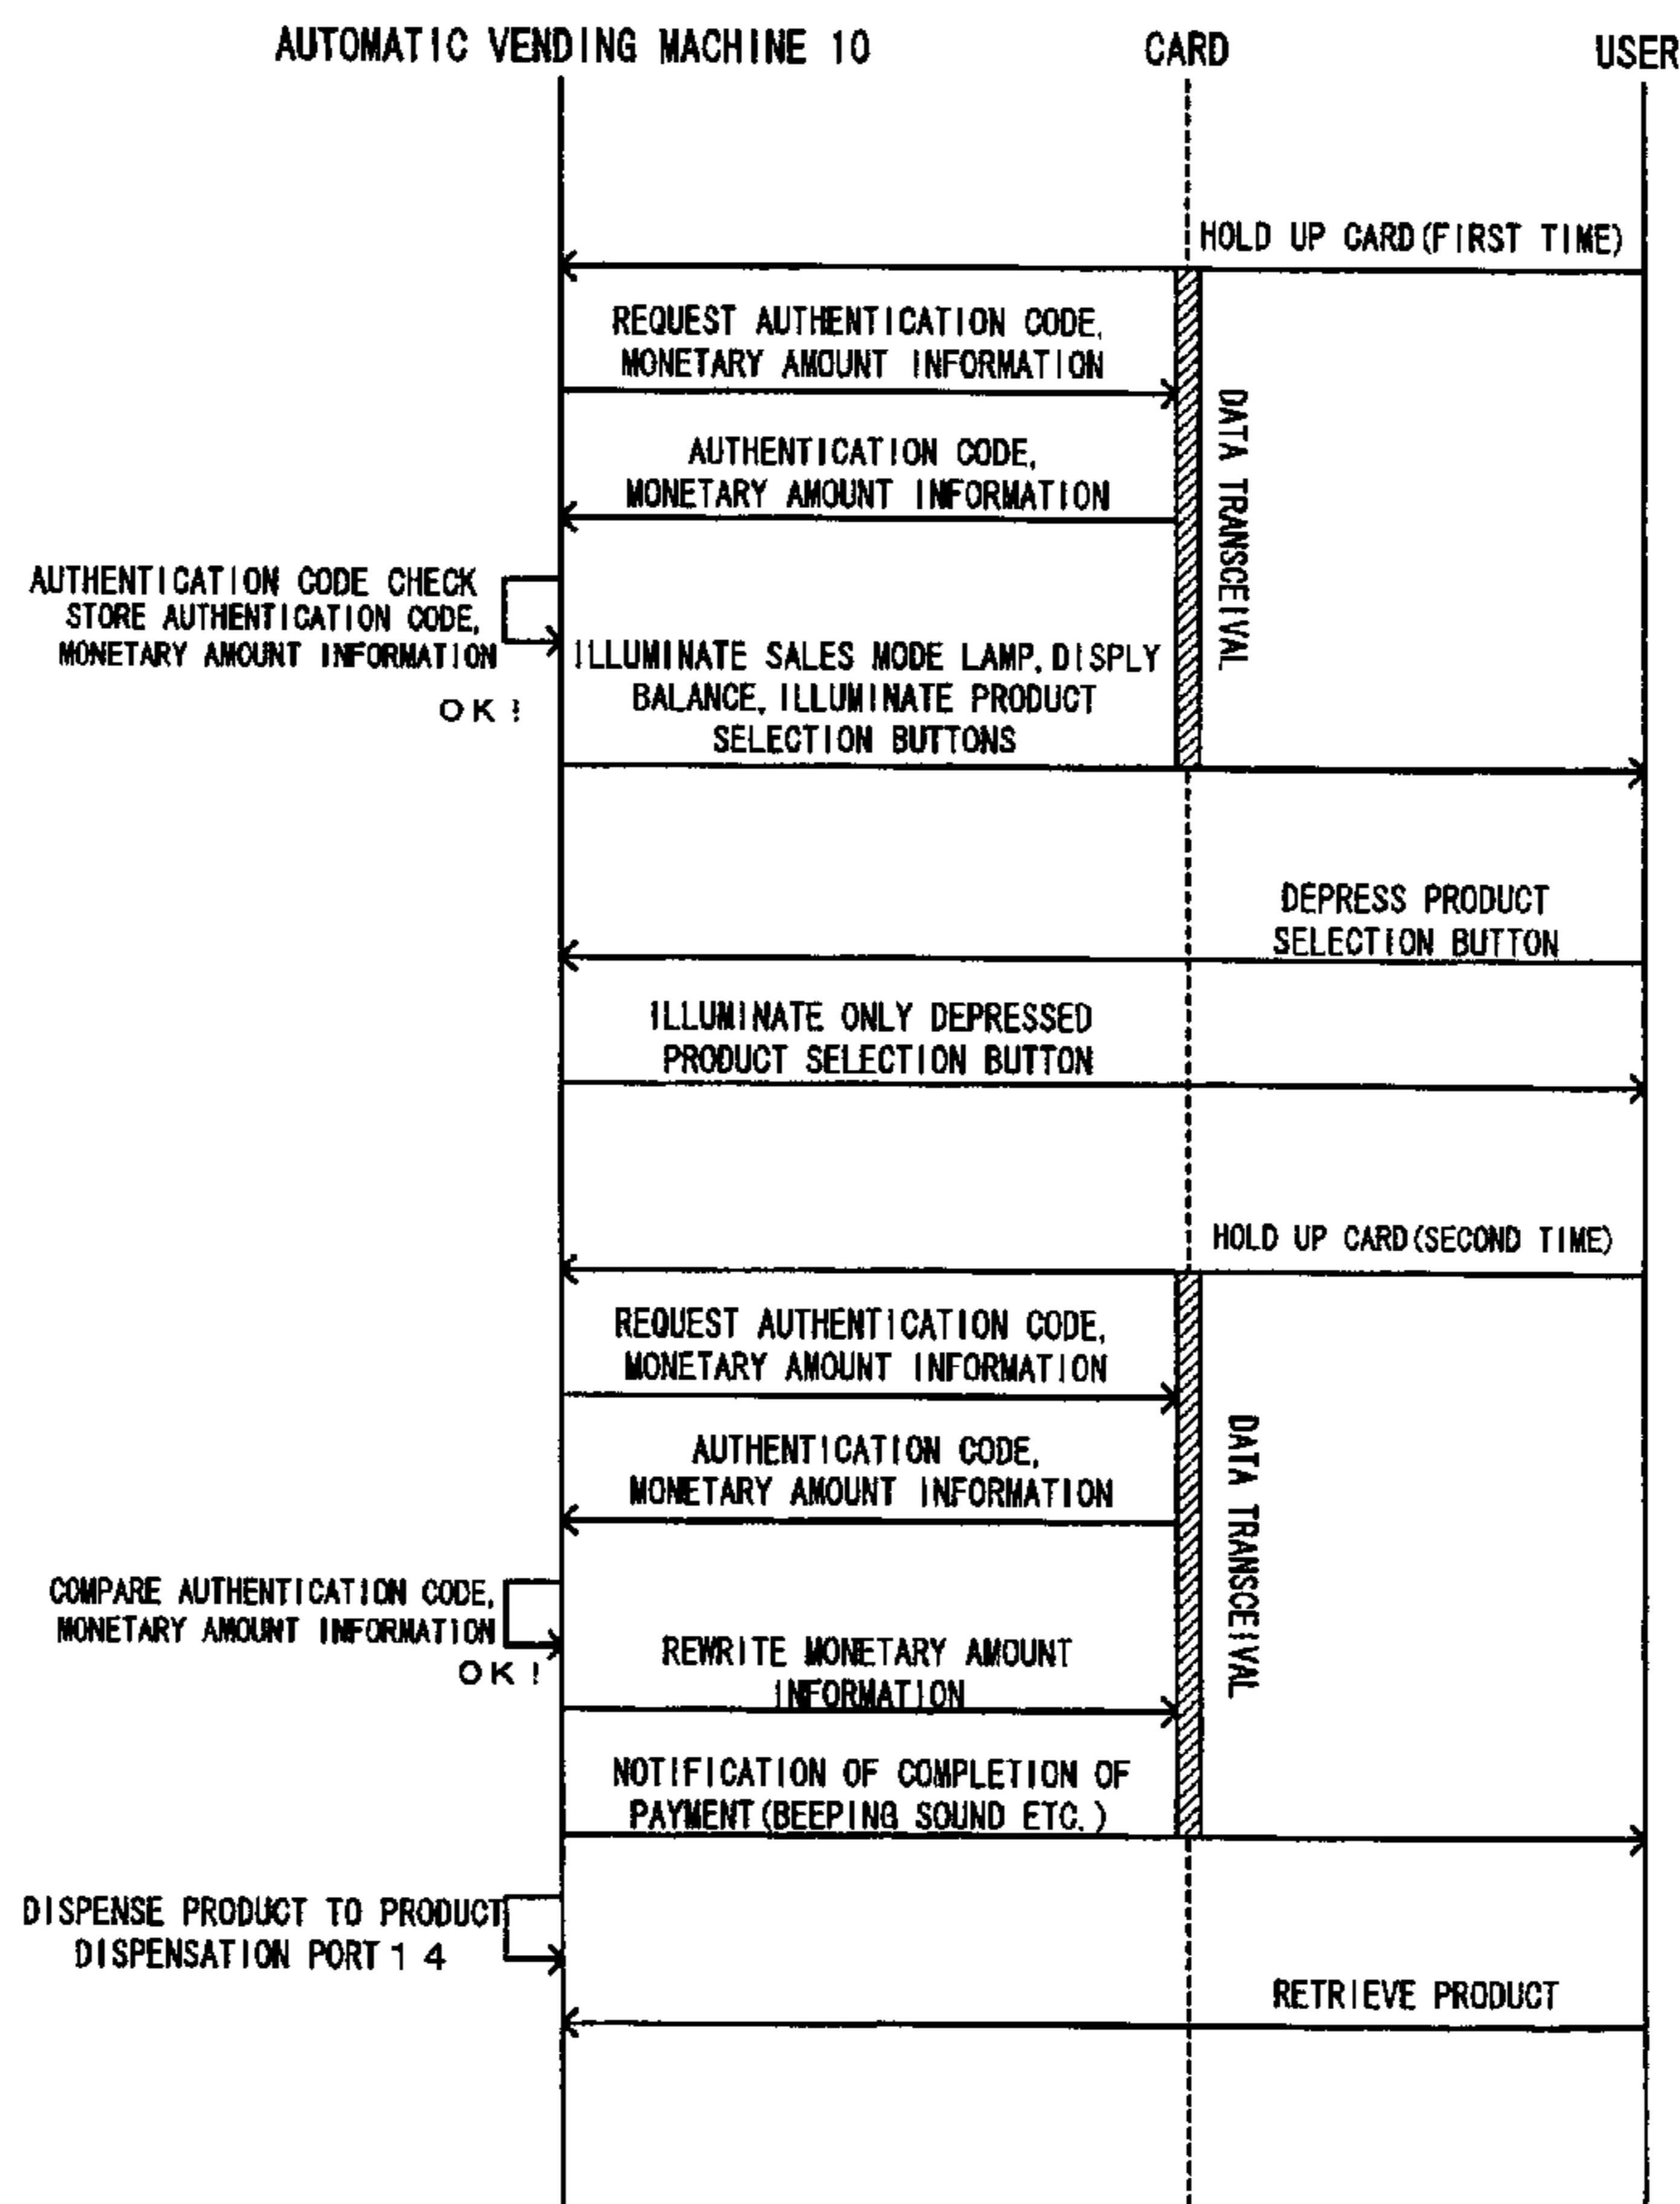 AUTOMATIC VENDING MACHINE 10
CARD
USER
HOLD UP CARD(FIRST TIME)
REQUEST AUTHENTICATION CODE,
MONETARY AMOUNT INFORMATION
DATA TRANSCEIVAL
AUTHENTICATION CODE,
MONETARY AMOUNT INFORMATION
AUTHENTICATION CODE CHECK
STORE AUTHENTICATION CODE,
MONETARY AMOUNT INFORMATION
OK!
ILLUMINATE SALES MODE LAMP, DISPLY
BALANCE, ILLUMINATE PRODUCT
SELECTION BUTTONS
DEPRESS PRODUCT
SELECTION BUTTON
ILLUMINATE ONLY DEPRESSED
PRODUCT SELECTION BUTTON
HOLD UP CARD(SECOND TIME)
REQUEST AUTHENTICATION CODE,
MONETARY AMOUNT INFORMATION
DATA TRANSCEIVAL
AUTHENTICATION CODE,
MONETARY AMOUNT INFORMATION
COMPARE AUTHENTICATION CODE,
MONETARY AMOUNT INFORMATION
OK!
REWRITE MONETARY AMOUNT
INFORMATION
NOTIFICATION OF COMPLETION OF
PAYMENT(BEEPING SOUND ETC.)
DISPENSE PRODUCT TO PRODUCT
DISPENSATION PORT 14
RETRIEVE PRODUCT